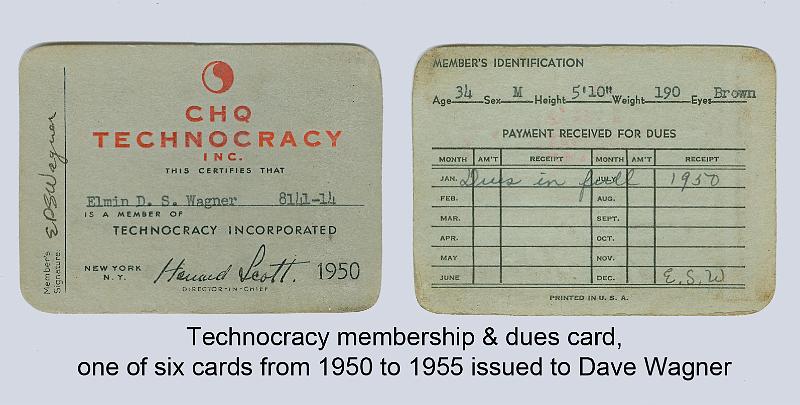 CHQ
TECHNOCRACY
INC.
THIS CERTIFIES THAT
Elmin D. S. Wagner 8141-14
IS A MEMBER OF
TECHNOCRACY INCORPORATED
NEW YORK
N. Y.
Howard Scott. 1950
DIRECTOR-IN-CHIEF
Member's
Signature:
EDSWagner
MEMBER'S IDENTIFICATION
Age 34 Sex M Height 5'10" Weight 190 Eyes Brown
PAYMENT RECEIVED FOR DUES
MONTH AM'T RECEIPT MONTH AM'T RECEIPT
JAN. Dues in full JULY 1950
FEB. AUG.
MAR. SEPT.
APR. OCT.
MAY NOV.
JUNE DEC. E.S.W
PRINTED IN U. S. A.
Technocracy membership & dues card,
one of six cards from 1950 to 1955 issued to Dave Wagner